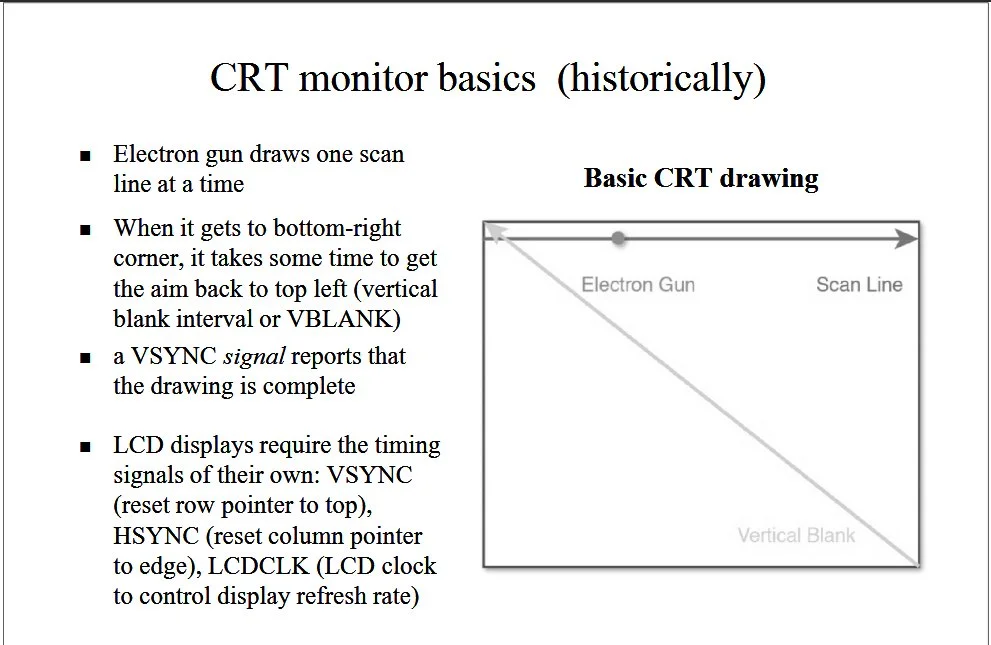 CRT monitor basics (historically)
▪ Electron gun draws one scan
line at a time
▪ When it gets to bottom-right
corner, it takes some time to get
the aim back to top left (vertical
blank interval or VBLANK)
▪ a VSYNC signal reports that
the drawing is complete
▪ LCD displays require the timing
signals of their own: VSYNC
(reset row pointer to top),
HSYNC (reset column pointer
to edge), LCDCLK (LCD clock
to control display refresh rate)
Basic CRT drawing
Electron Gun
Scan Line
Vertical Blank